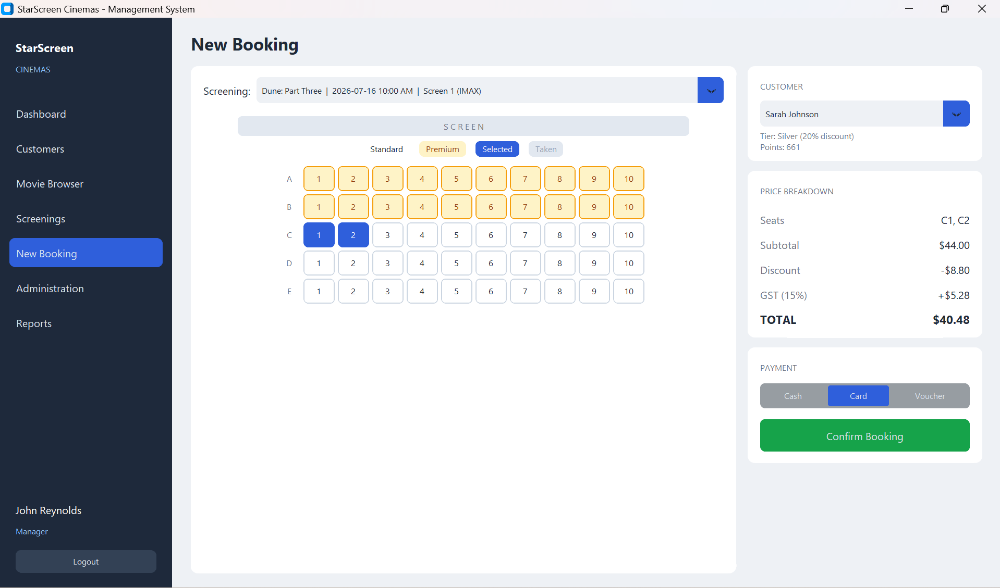 StarScreen Cinemas - Management System
StarScreen
CINEMAS
Dashboard
Customers
Movie Browser
Screenings
New Booking
Administration
Reports
John Reynolds
Manager
Logout
New Booking
Screening: Dune: Part Three | 2026-07-16 10:00 AM | Screen 1 (IMAX)
SCREEN
Standard Premium Selected Taken
A 1 2 3 4 5 6 7 8 9 10
B 1 2 3 4 5 6 7 8 9 10
C 1 2 3 4 5 6 7 8 9 10
D 1 2 3 4 5 6 7 8 9 10
E 1 2 3 4 5 6 7 8 9 10
CUSTOMER
Sarah Johnson
Tier: Silver (20% discount)
Points: 661
PRICE BREAKDOWN
Seats C1, C2
Subtotal $44.00
Discount -$8.80
GST (15%) +$5.28
TOTAL $40.48
PAYMENT
Cash Card Voucher
Confirm Booking